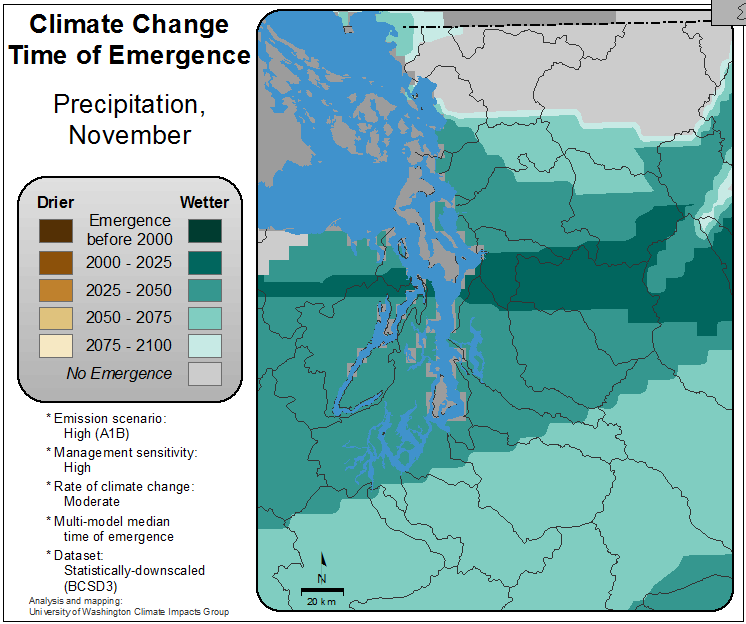 Climate Change
Time of Emergence
Precipitation,
November
Drier
Wetter
Emergence
before 2000
2000 - 2025
2025 - 2050
2050 - 2075
2075 - 2100
No Emergence
* Emission scenario:
High (A1B)
* Management sensitivity:
High
* Rate of climate change:
Moderate
* Multi-model median
time of emergence
* Dataset:
Statistically-downscaled
(BCSD3)
Analysis and mapping:
University of Washington Climate Impacts Group
N
20 km